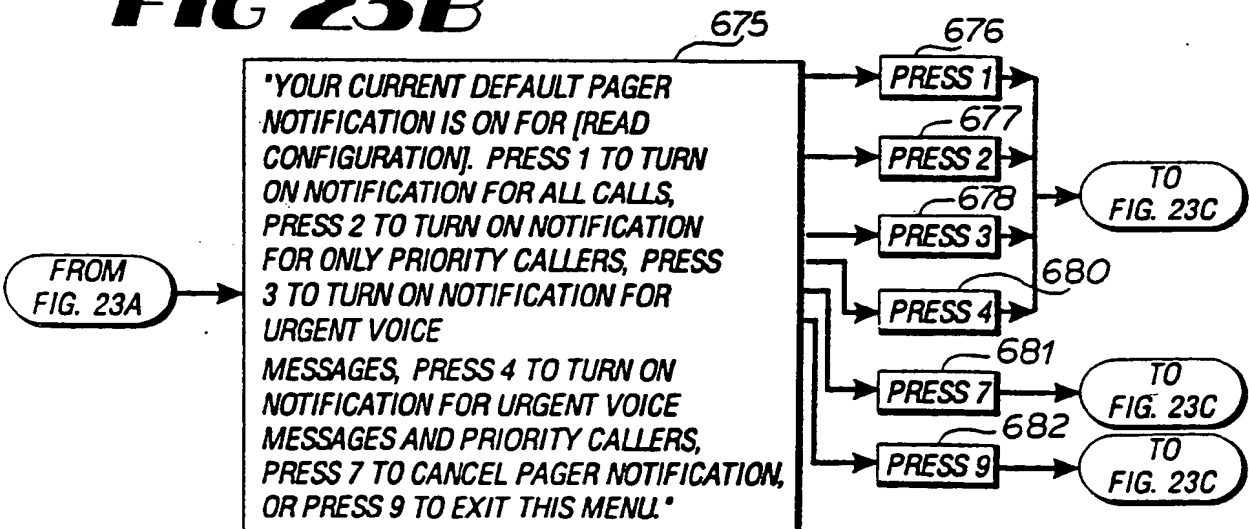 FIG 23B
675
"YOUR CURRENT DEFAULT PAGER
NOTIFICATION IS ON FOR [READ
CONFIGURATION]. PRESS 1 TO TURN
ON NOTIFICATION FOR ALL CALLS,
PRESS 2 TO TURN ON NOTIFICATION
FOR ONLY PRIORITY CALLERS, PRESS
3 TO TURN ON NOTIFICATION FOR
URGENT VOICE
MESSAGES, PRESS 4 TO TURN ON
NOTIFICATION FOR URGENT VOICE
MESSAGES AND PRIORITY CALLERS,
PRESS 7 TO CANCEL PAGER NOTIFICATION,
OR PRESS 9 TO EXIT THIS MENU."
FROM
FIG. 23A
676
PRESS 1
677
PRESS 2
678
PRESS 3
680
PRESS 4
681
PRESS 7
682
PRESS 9
TO
FIG. 23C
TO
FIG. 23C
TO
FIG. 23C